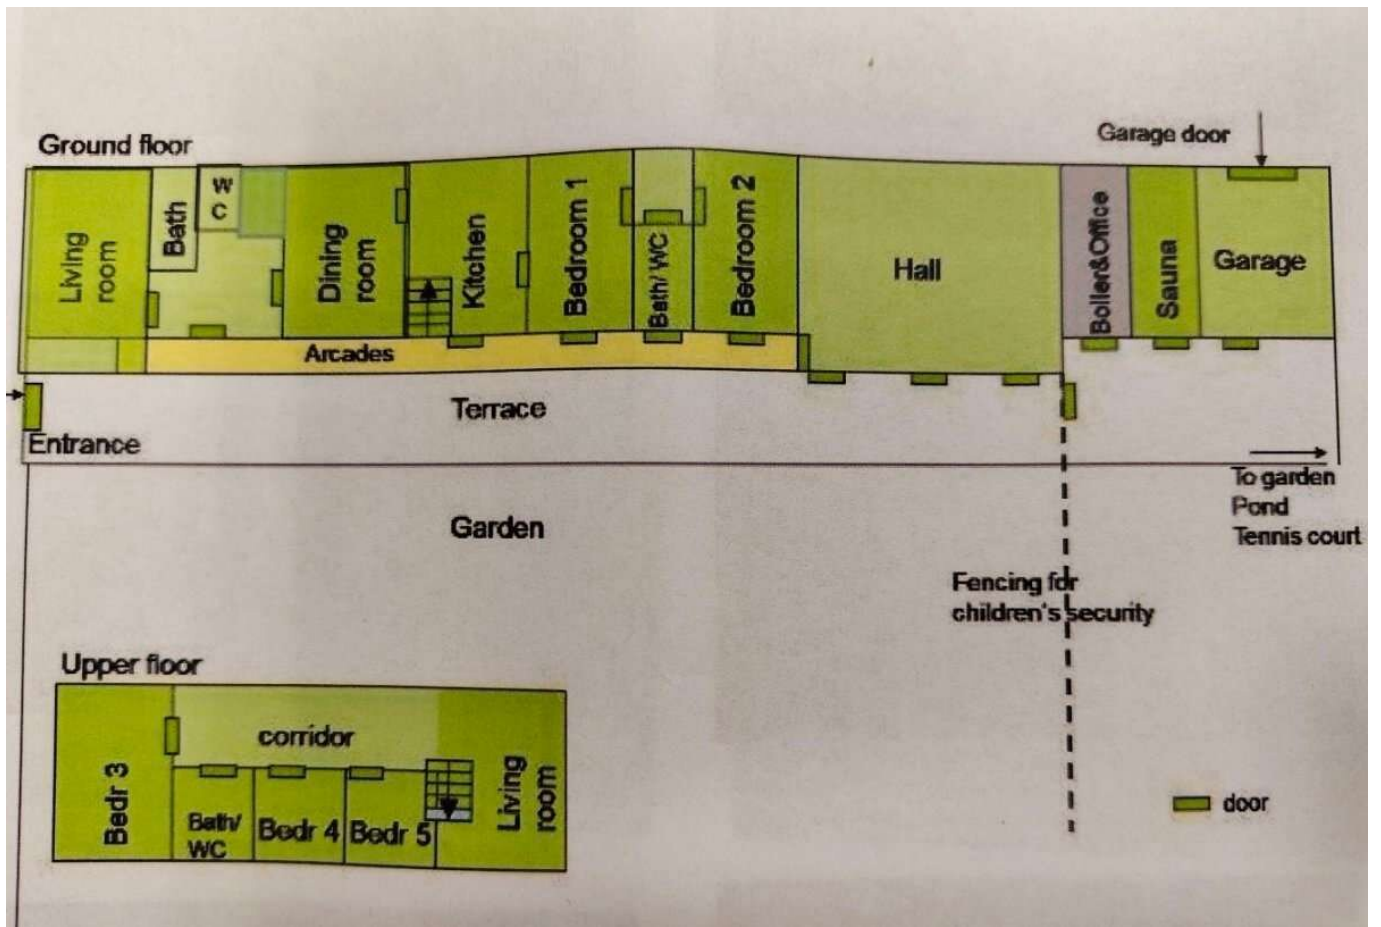 Ground floor
Garage door
Living
room
Bath
W
C
Dining
room
Kitchen
Bedroom 1
Bath/ WC
Bedroom 2
Hall
Boiler&Office
Sauna
Garage
Arcades
Terrace
Entrance
To garden
Pond
Tennis court
Garden
Fencing for
children's security
Upper floor
Bedr 3
corridor
Bath/
WC
Bedr 4
Bedr 5
Living
room
door